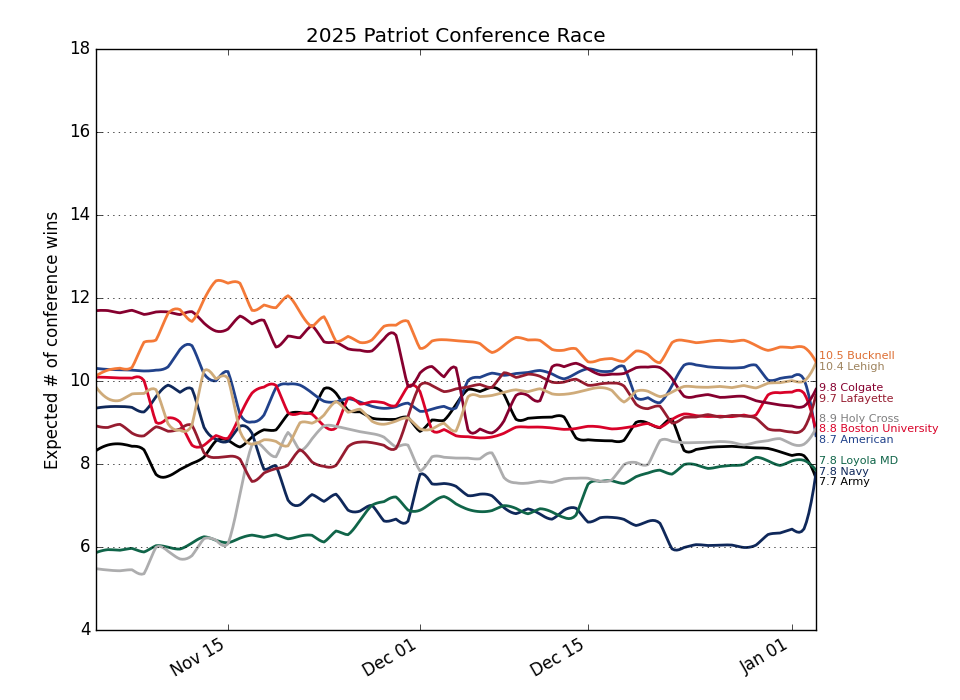 2025 Patriot Conference Race
Expected # of conference wins
18
16
14
12
10
8
6
4
Nov 15
Dec 01
Dec 15
Jan 01
10.5 Bucknell
10.4 Lehigh
9.8 Colgate
9.7 Lafayette
8.9 Holy Cross
8.8 Boston University
8.7 American
7.8 Loyola MD
7.8 Navy
7.7 Army